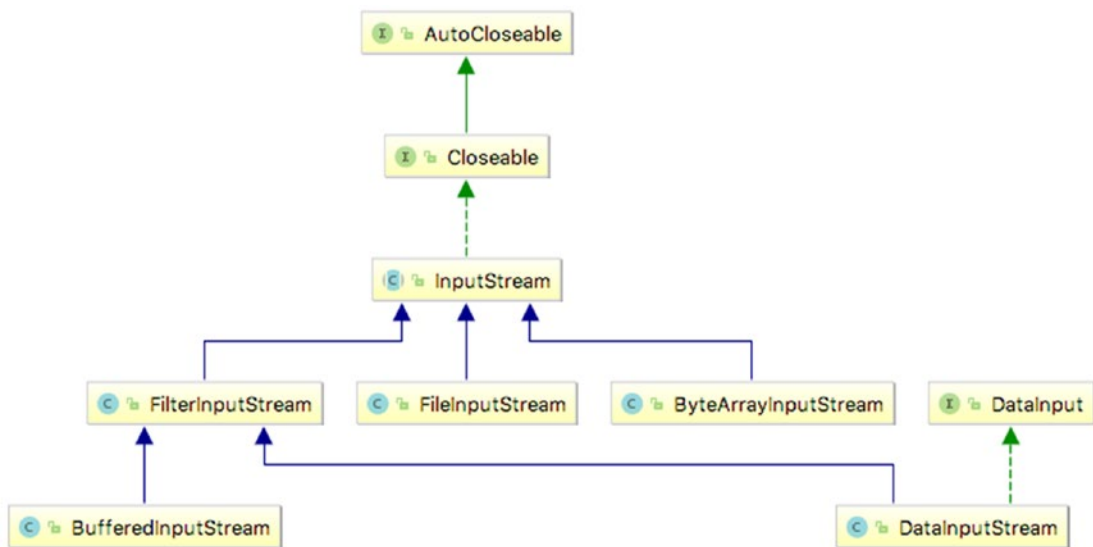 I AutoCloseable
I Closeable
C InputStream
C FilterInputStream
C FileInputStream
C ByteArrayInputStream
I DataInput
C BufferedInputStream
C DataInputStream